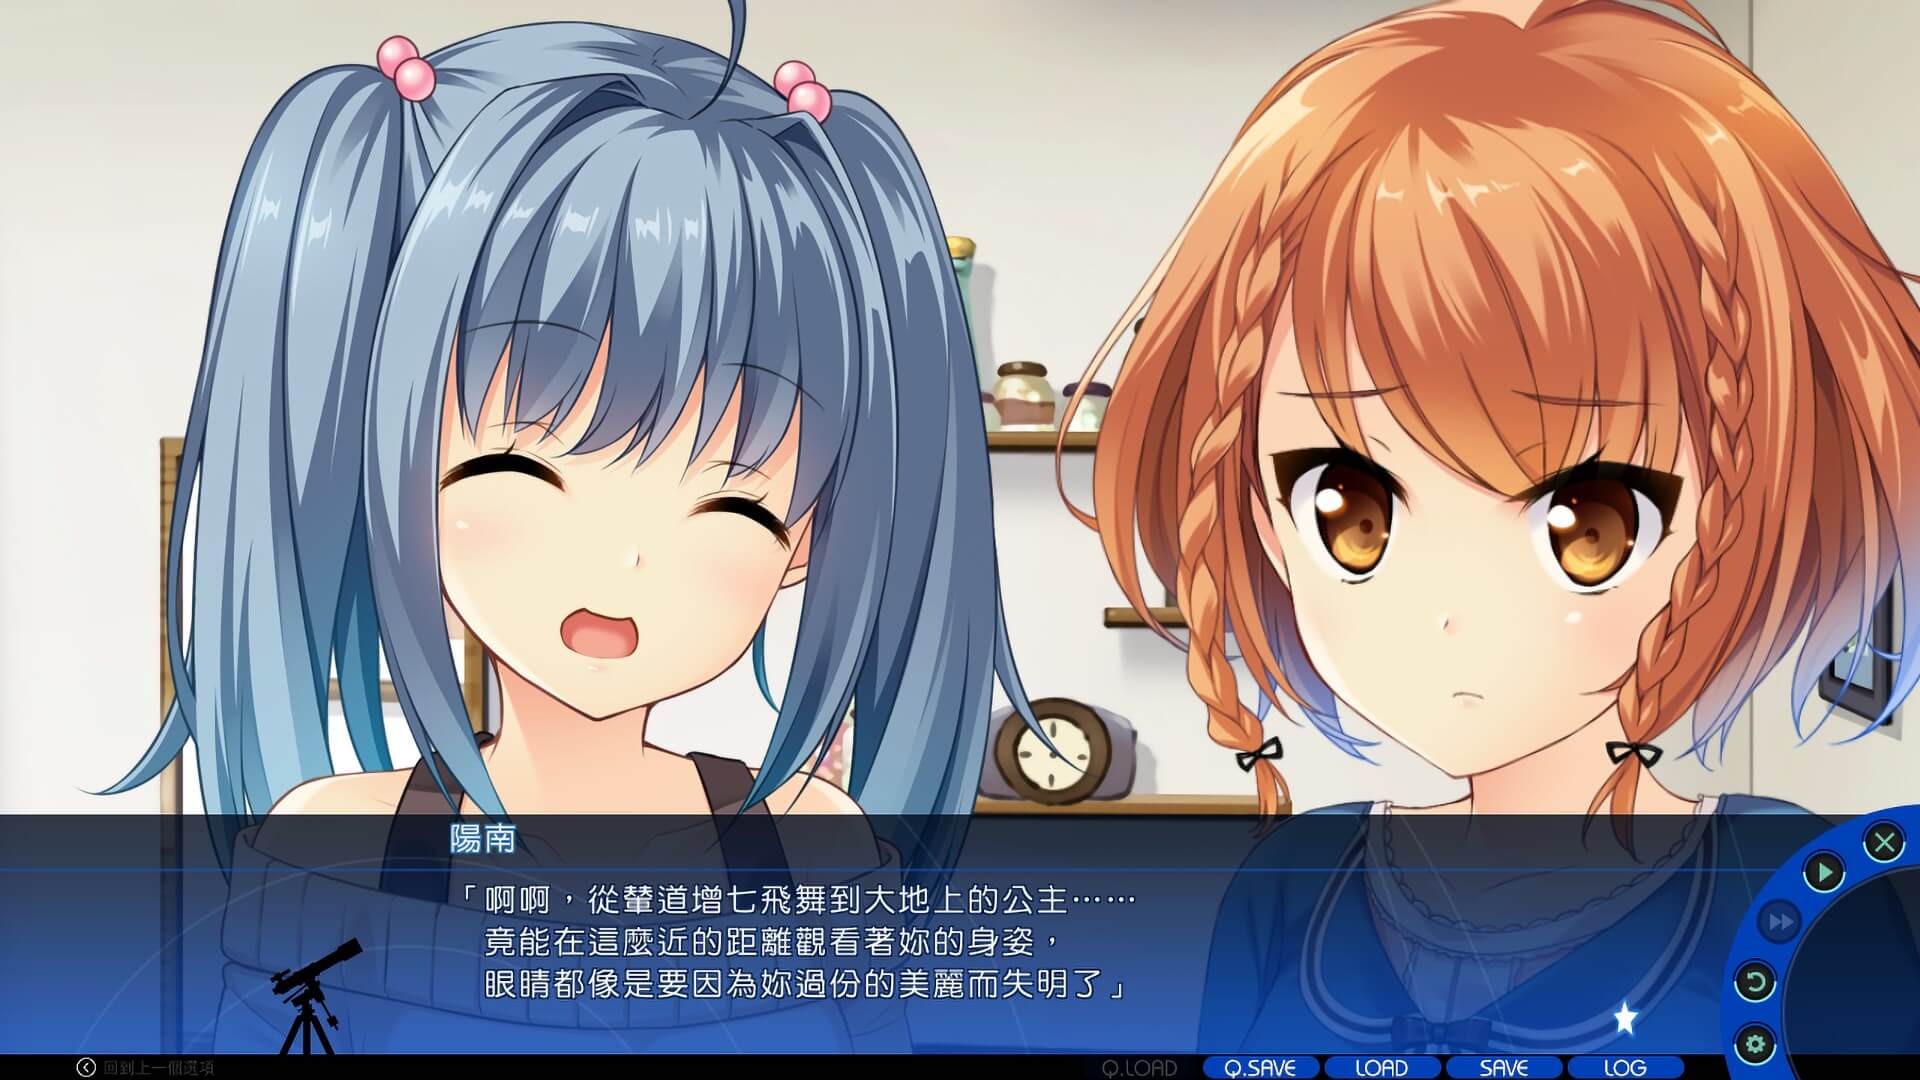 陽南
「啊啊，從輦道增七飛舞到大地上的公主⋯⋯
竟能在這麼近的距離觀看著妳的身姿，
眼睛都像是要因為妳過份的美麗而失明了」
回到上一個選項
Q.LOAD
Q.SAVE
LOAD
SAVE
LOG